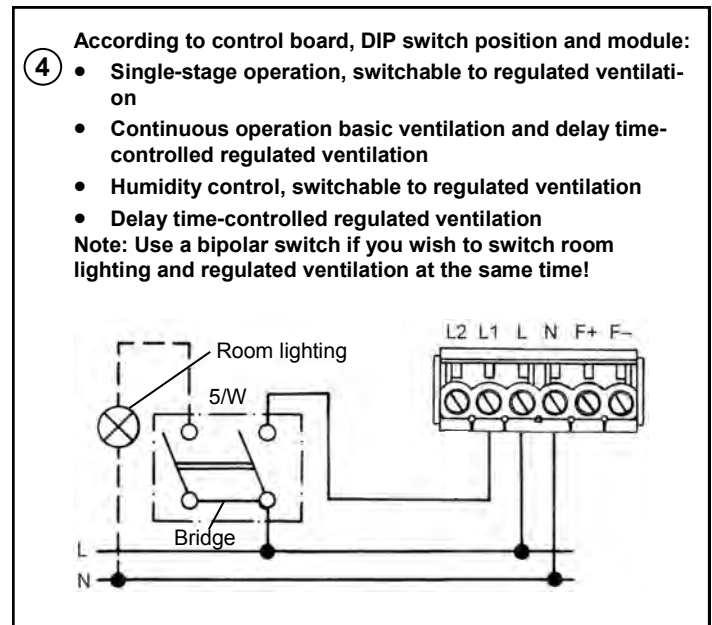 ④ According to control board, DIP switch position and module:
• Single-stage operation, switchable to regulated ventilati-
on
• Continuous operation basic ventilation and delay time-
controlled regulated ventilation
• Humidity control, switchable to regulated ventilation
• Delay time-controlled regulated ventilation
Note: Use a bipolar switch if you wish to switch room
lighting and regulated ventilation at the same time!
L2 L1 L N F+ F–
Room lighting
5/W
Bridge
L
N